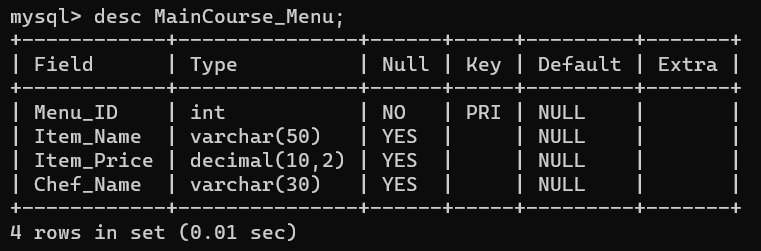 mysql> desc MainCourse_Menu;
+------------+---------------+------+-----+---------+-------+
| Field      | Type          | Null | Key | Default | Extra |
+------------+---------------+------+-----+---------+-------+
| Menu_ID    | int           | NO   | PRI | NULL    |       |
| Item_Name  | varchar(50)   | YES  |     | NULL    |       |
| Item_Price | decimal(10,2) | YES  |     | NULL    |       |
| Chef_Name  | varchar(30)   | YES  |     | NULL    |       |
+------------+---------------+------+-----+---------+-------+
4 rows in set (0.01 sec)